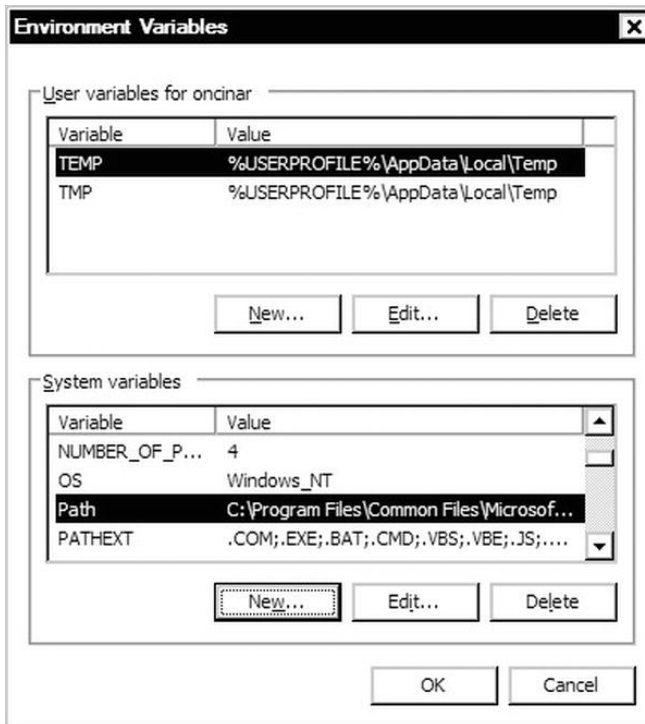 Environment Variables
User variables for oncinar
Variable Value
TEMP %USERPROFILE%\AppData\Local\Temp
TMP %USERPROFILE%\AppData\Local\Temp
New... Edit... Delete
System variables
Variable Value
NUMBER_OF_P... 4
OS Windows_NT
Path C:\Program Files\Common Files\Microsof...
PATHEXT .COM;.EXE;.BAT;.CMD;.VBS;.VBE;.JS;....
New... Edit... Delete
OK Cancel